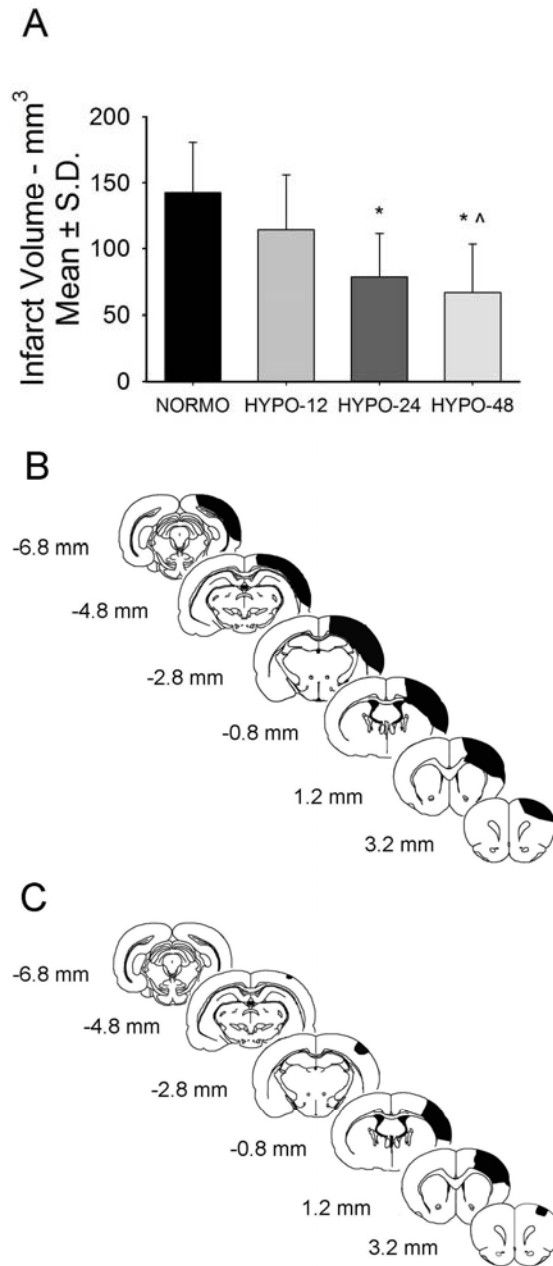 A
Infarct Volume - mm³
Mean ± S.D.
200
150
100
50
0
*
* ^
NORMO HYPO-12 HYPO-24 HYPO-48
B
-6.8 mm
-4.8 mm
-2.8 mm
-0.8 mm
1.2 mm
3.2 mm
C
-6.8 mm
-4.8 mm
-2.8 mm
-0.8 mm
1.2 mm
3.2 mm